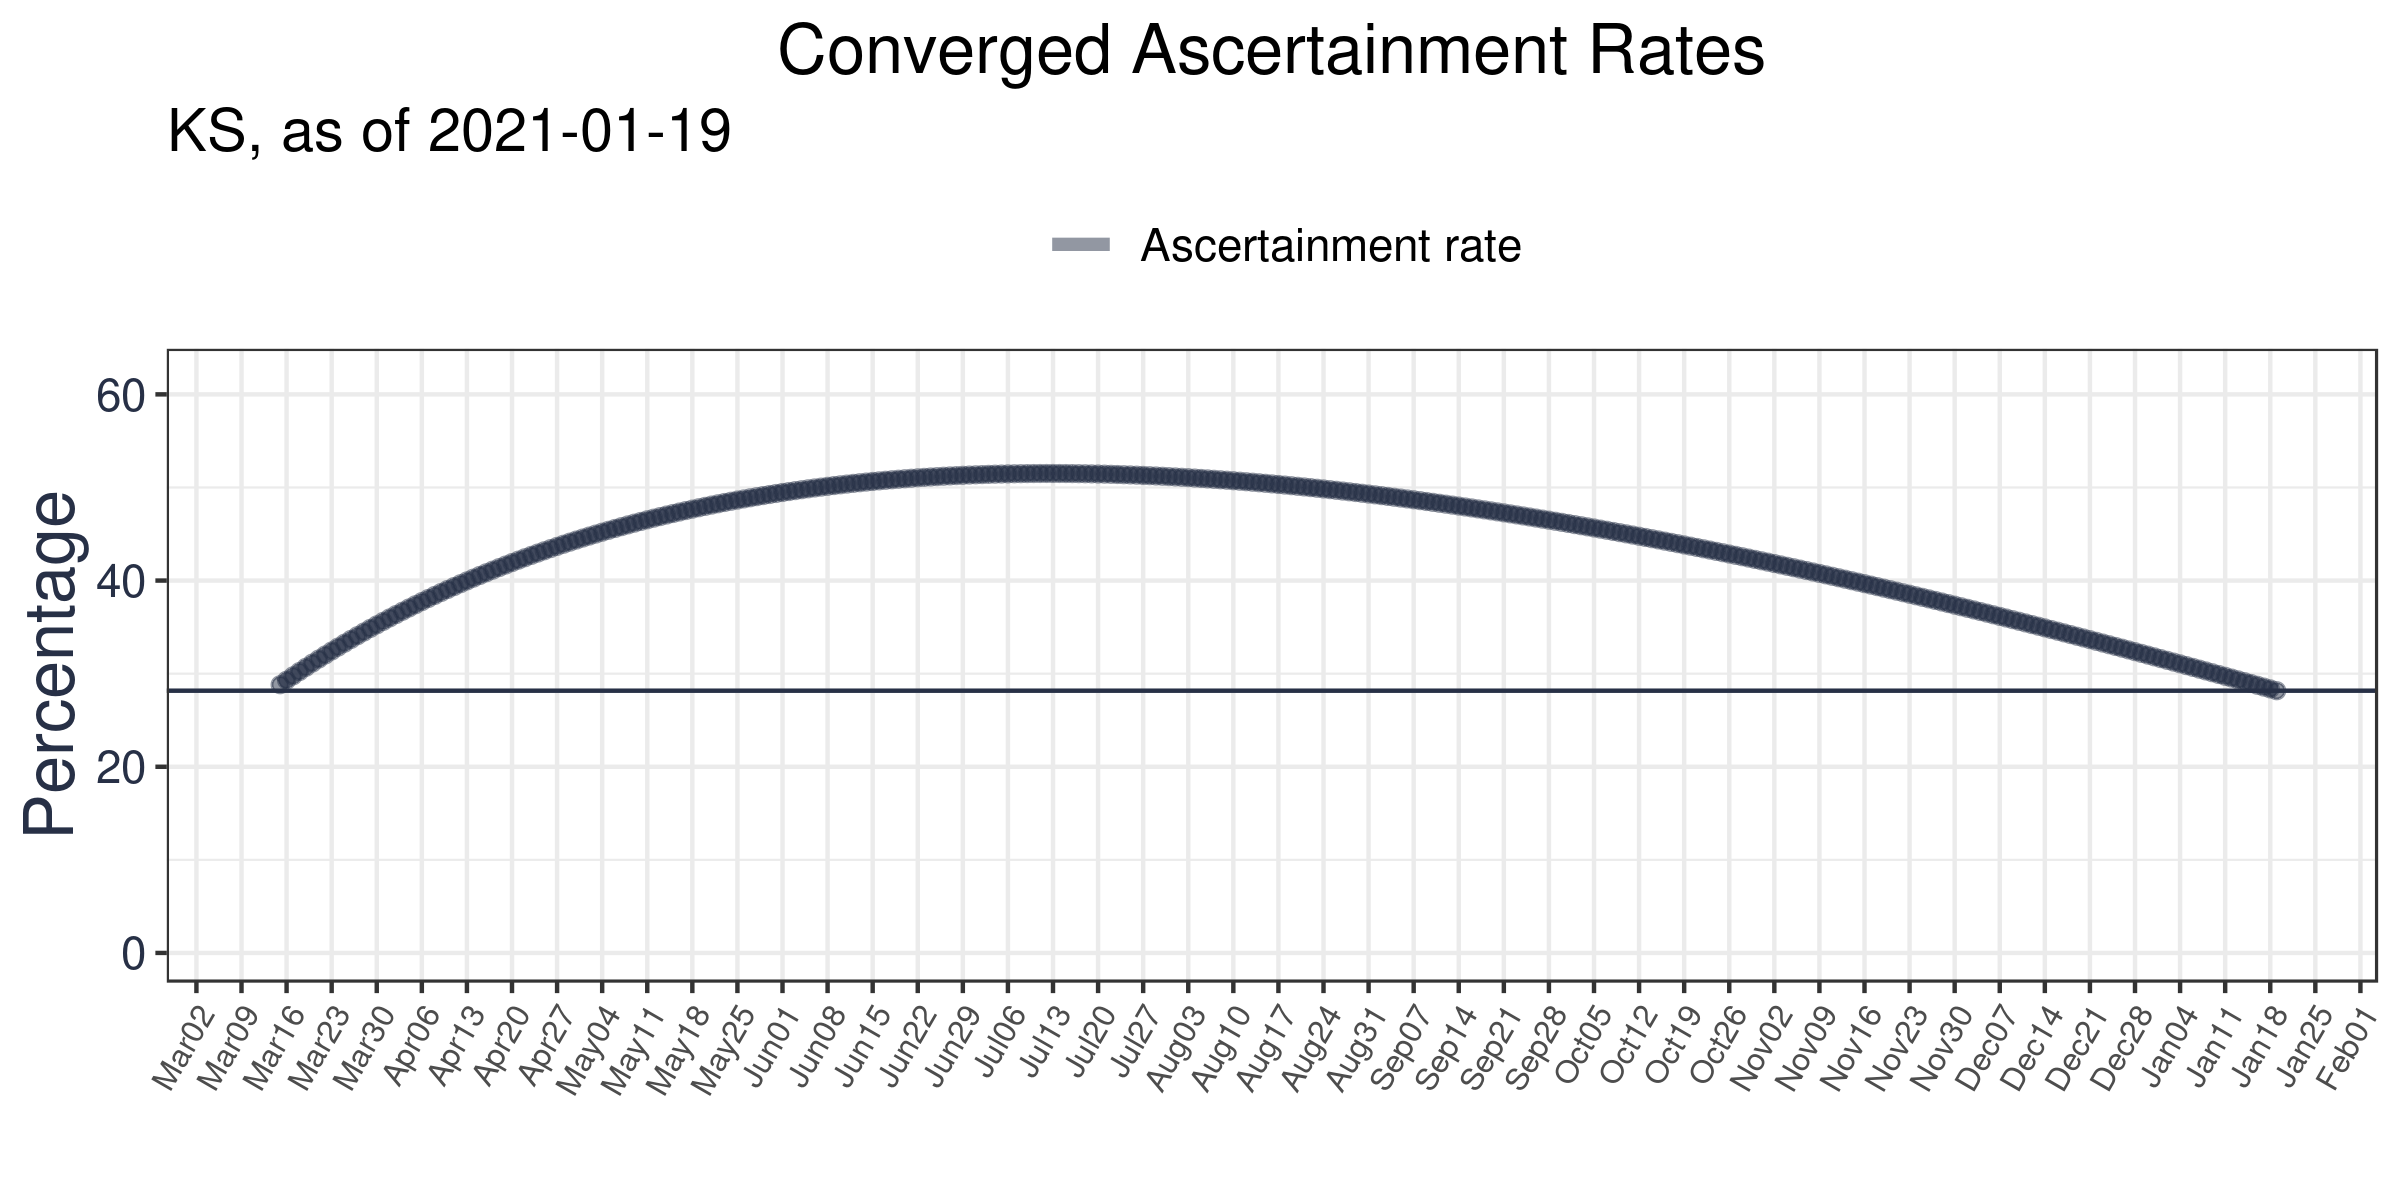 Converged Ascertainment Rates
KS, as of 2021-01-19
Ascertainment rate
Percentage
60
40
20
0
Mar02
Mar09
Mar16
Mar23
Mar30
Apr06
Apr13
Apr20
Apr27
May04
May11
May18
May25
Jun01
Jun08
Jun15
Jun22
Jun29
Jul06
Jul13
Jul20
Jul27
Aug03
Aug10
Aug17
Aug24
Aug31
Sep07
Sep14
Sep21
Sep28
Oct05
Oct12
Oct19
Oct26
Nov02
Nov09
Nov16
Nov23
Nov30
Dec07
Dec14
Dec21
Dec28
Jan04
Jan11
Jan18
Jan25
Feb01